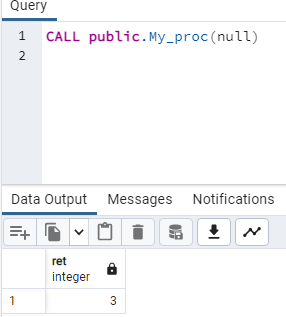 Query
1 CALL public.My_proc(null)
2
Data Output Messages Notifications
ret
integer
1 3